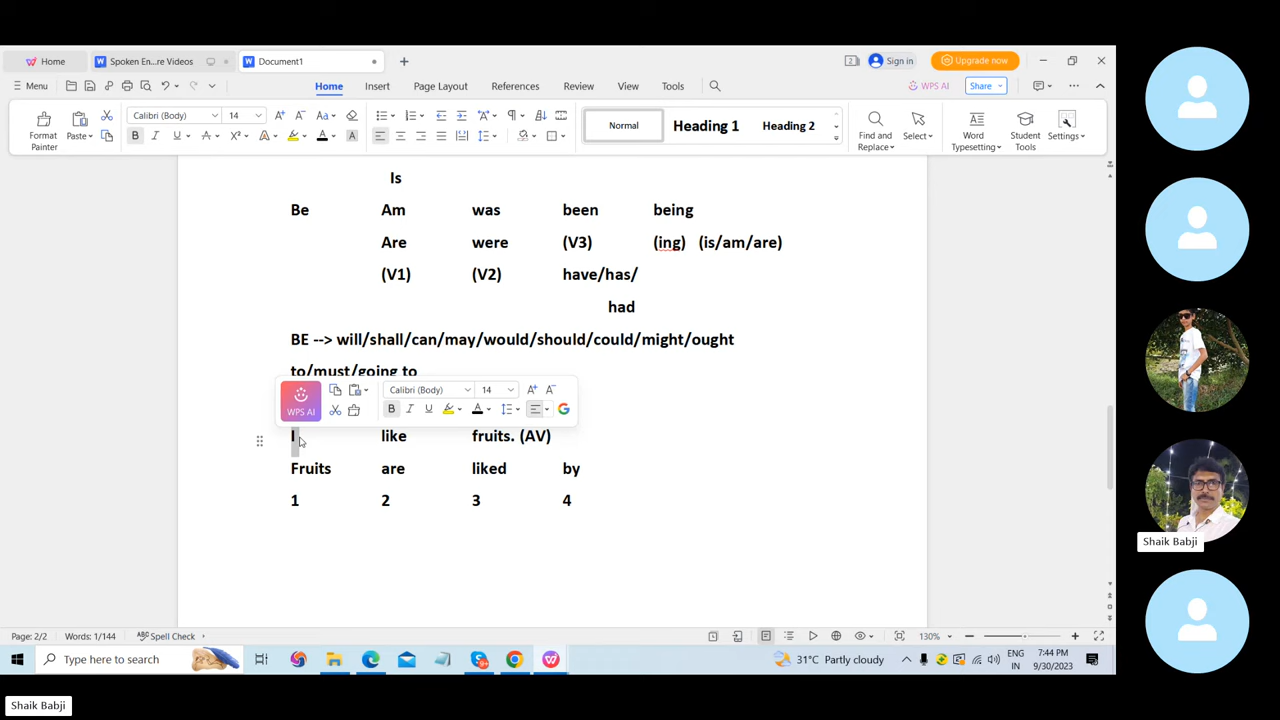 Home
Spoken En...re Videos
Document1
Sign in
Upgrade now
Menu
Home
Insert
Page Layout
References
Review
View
Tools
WPS AI
Share
Format Painter
Paste
Calibri (Body)
14
Normal
Heading 1
Heading 2
Find and Replace
Select
Word Typesetting
Student Tools
Settings
Is
Be Am was been being
Are were (V3) (ing) (is/am/are)
(V1) (V2) have/has/
had
BE --> will/shall/can/may/would/should/could/might/ought
to/must/going to
WPS AI
Calibri (Body)
14
I like fruits. (AV)
Fruits are liked by
1 2 3 4
Page: 2/2
Words: 1/144
Spell Check
130%
Type here to search
31°C Partly cloudy
ENG
IN
7:44 PM
9/30/2023
Shaik Babji
Shaik Babji